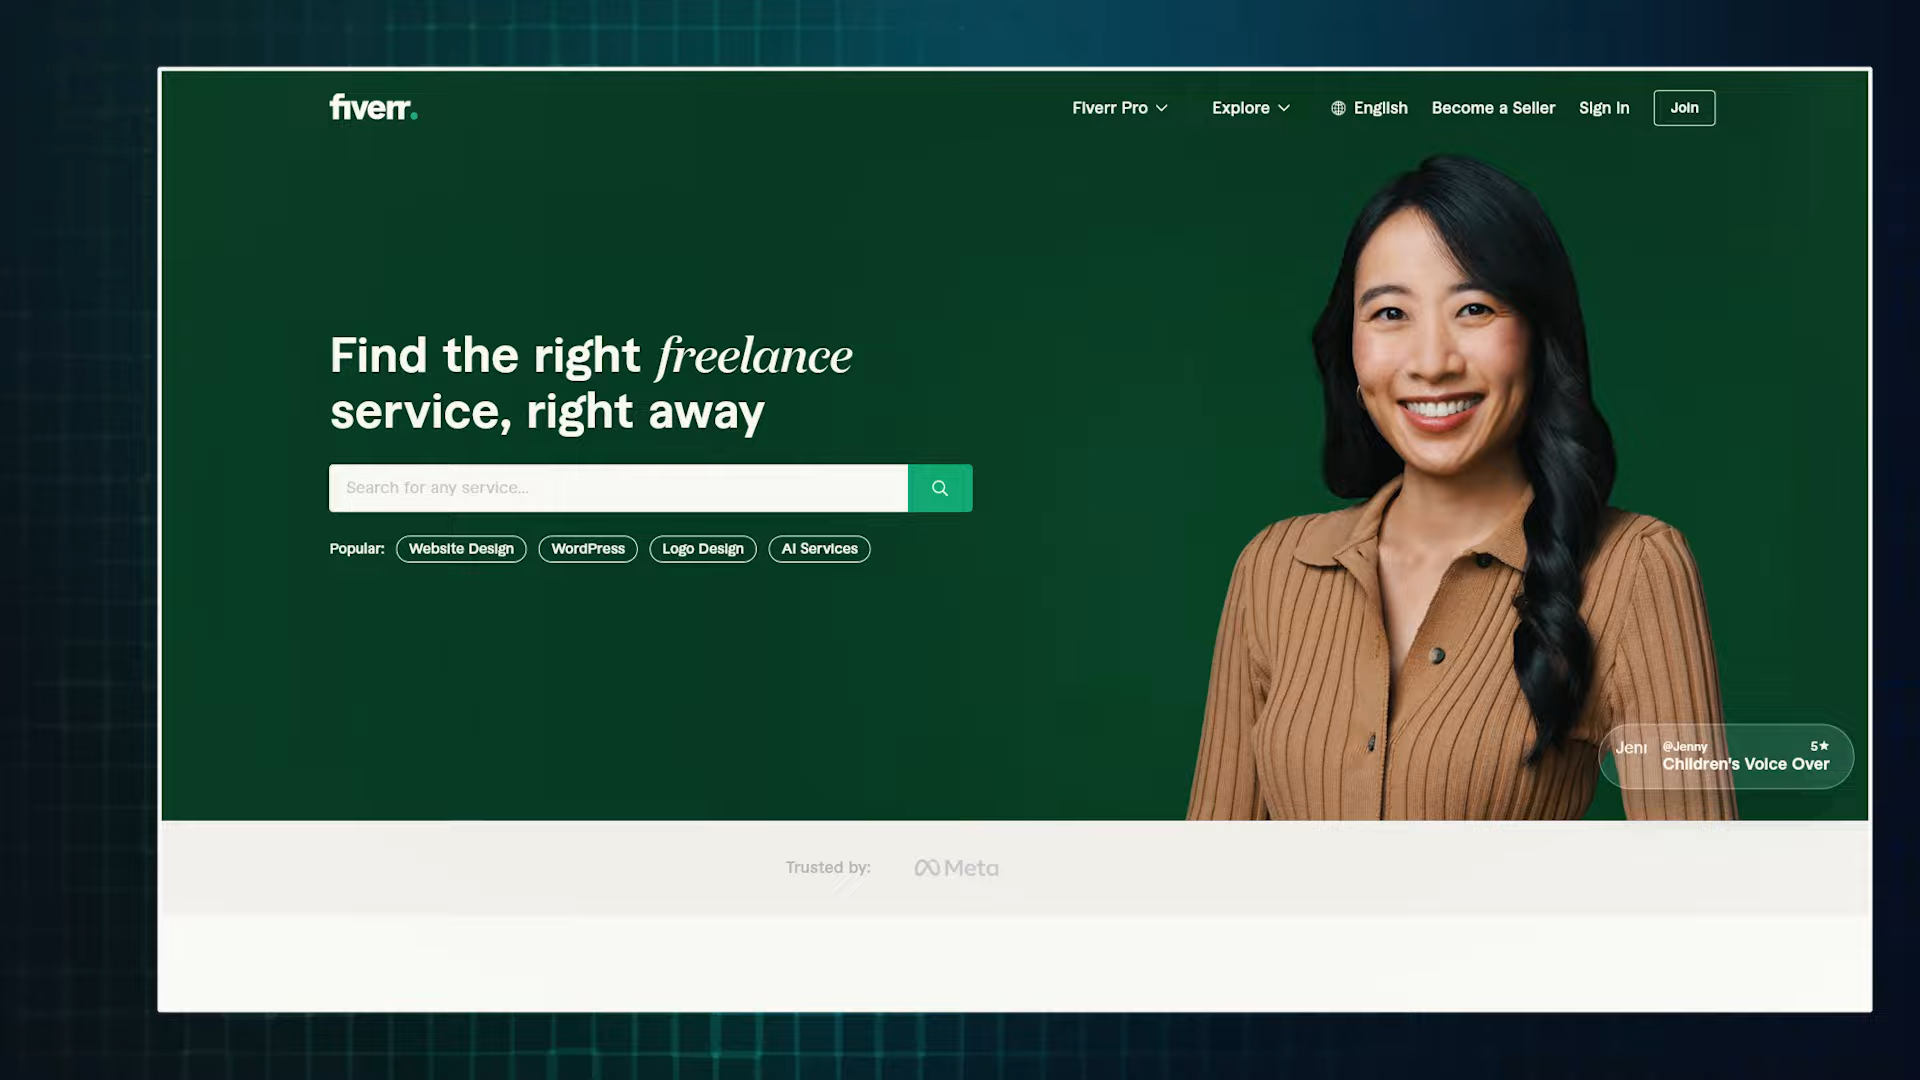 fiverr.
Fiverr Pro
Explore
English
Become a Seller
Sign In
Join
Find the right freelance
service, right away
Search for any service...
Popular:
Website Design
WordPress
Logo Design
AI Services
@Jenny
5★
Children's Voice Over
Trusted by:
Meta